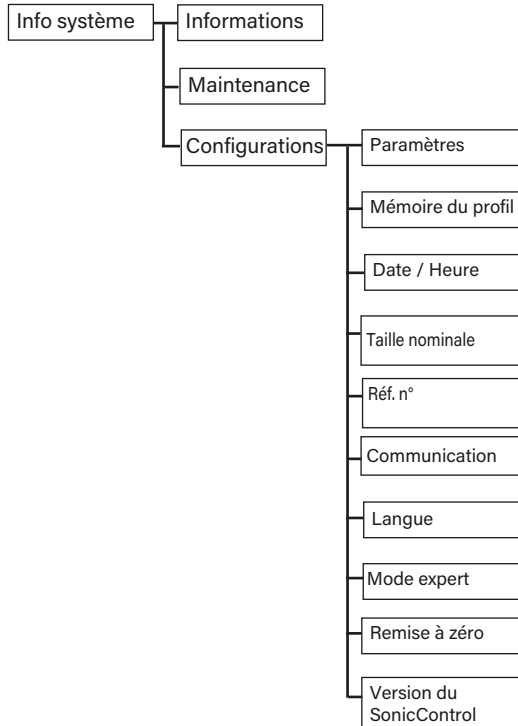 Info système
Informations
Maintenance
Configurations
Paramètres
Mémoire du profil
Date / Heure
Taille nominale
Réf. n°
Communication
Langue
Mode expert
Remise à zéro
Version du
SonicControl